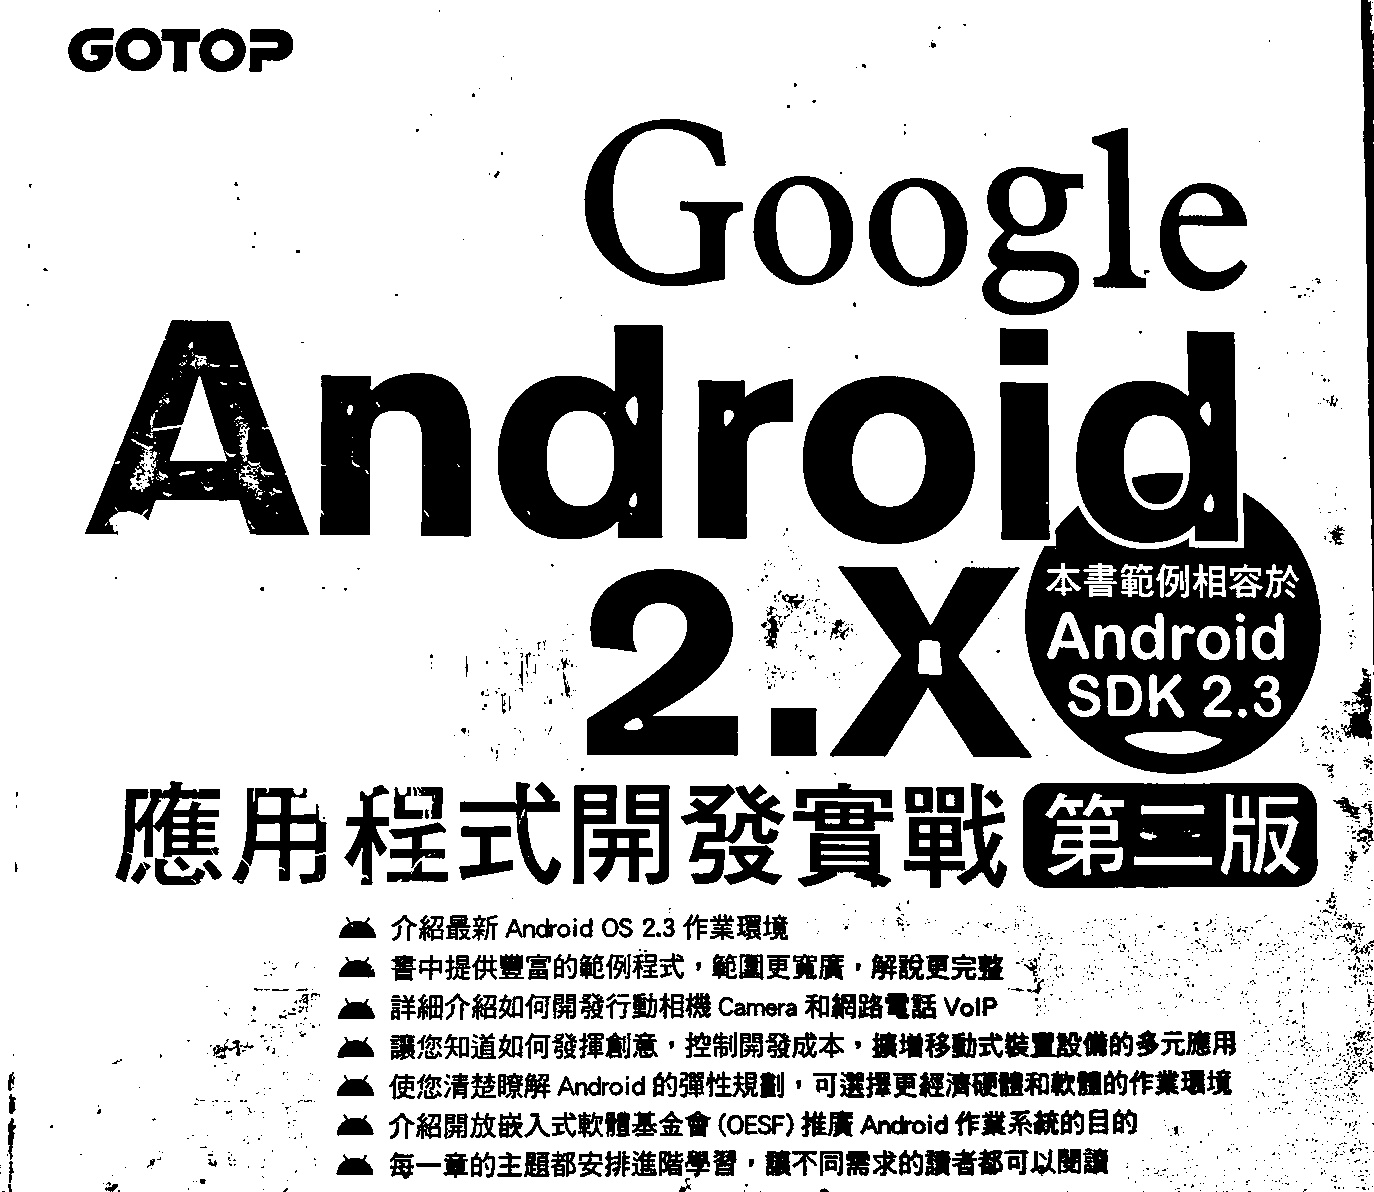 GOTOP
Google
Android
2.X
本書範例相容於
Android
SDK 2.3
應用程式開發實戰 第二版
介紹最新 Android OS 2.3 作業環境
書中提供豐富的範例程式，範圍更寬廣，解說更完整
詳細介紹如何開發行動相機 Camera 和網路電話 VoIP
讓您知道如何發揮創意，控制開發成本，擴增移動式裝置設備的多元應用
使您清楚瞭解 Android 的彈性規劃，可選擇更經濟硬體和軟體的作業環境
介紹開放嵌入式軟體基金會 (OESF) 推廣 Android 作業系統的目的
每一章的主題都安排進階學習，讓不同需求的讀者都可以閱讀